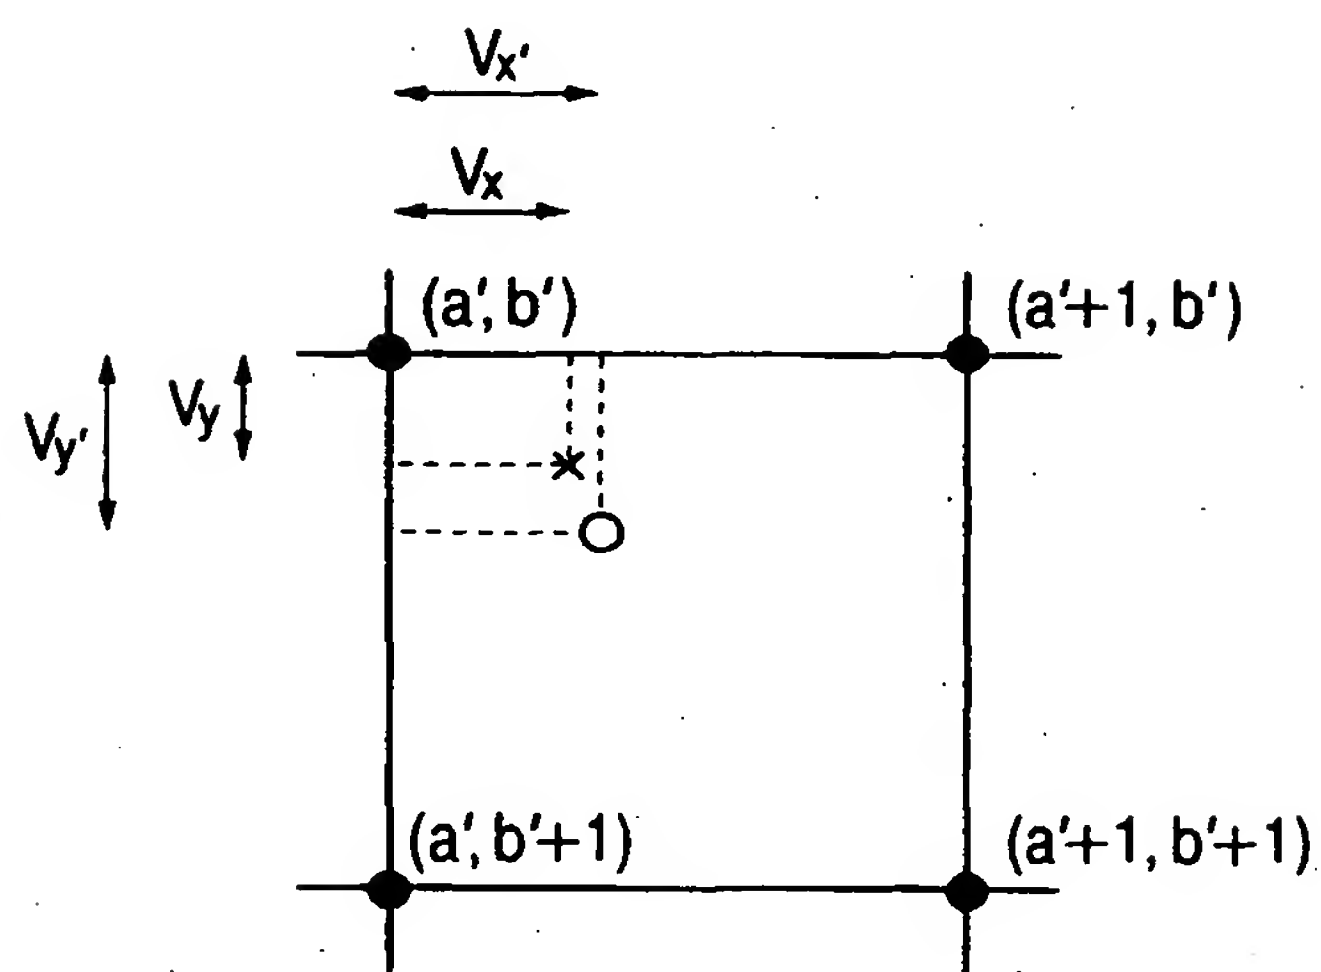 Vx'
Vx
(a', b') (a'+1, b')
Vy' Vy
(a', b'+1) (a'+1, b'+1)